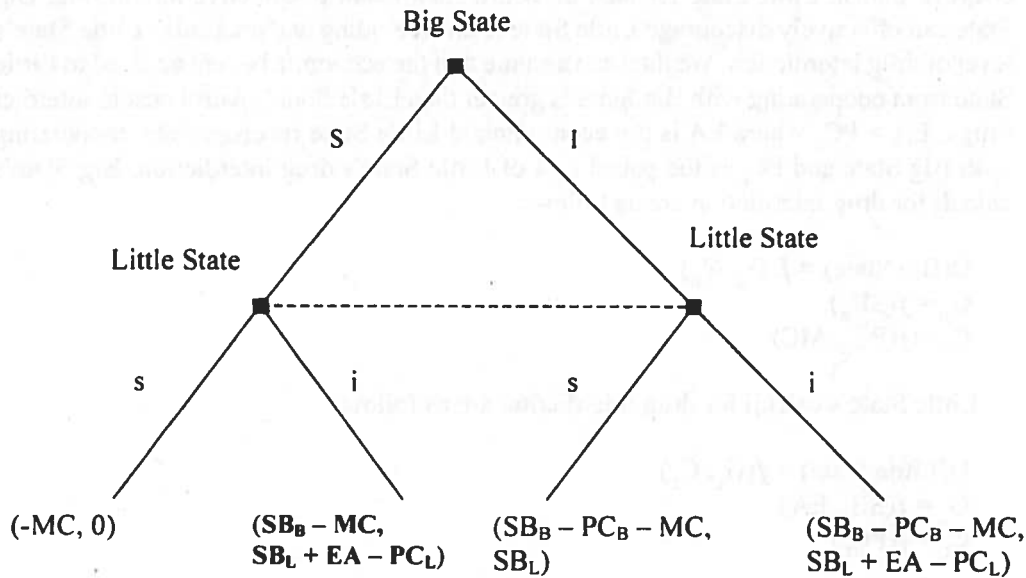 Big State
s
i
Little State
Little State
s
i
s
i
(-MC, 0)
(SB_B – MC,
SB_L + EA – PC_L)
(SB_B – PC_B – MC,
SB_L)
(SB_B – PC_B – MC,
SB_L + EA – PC_L)